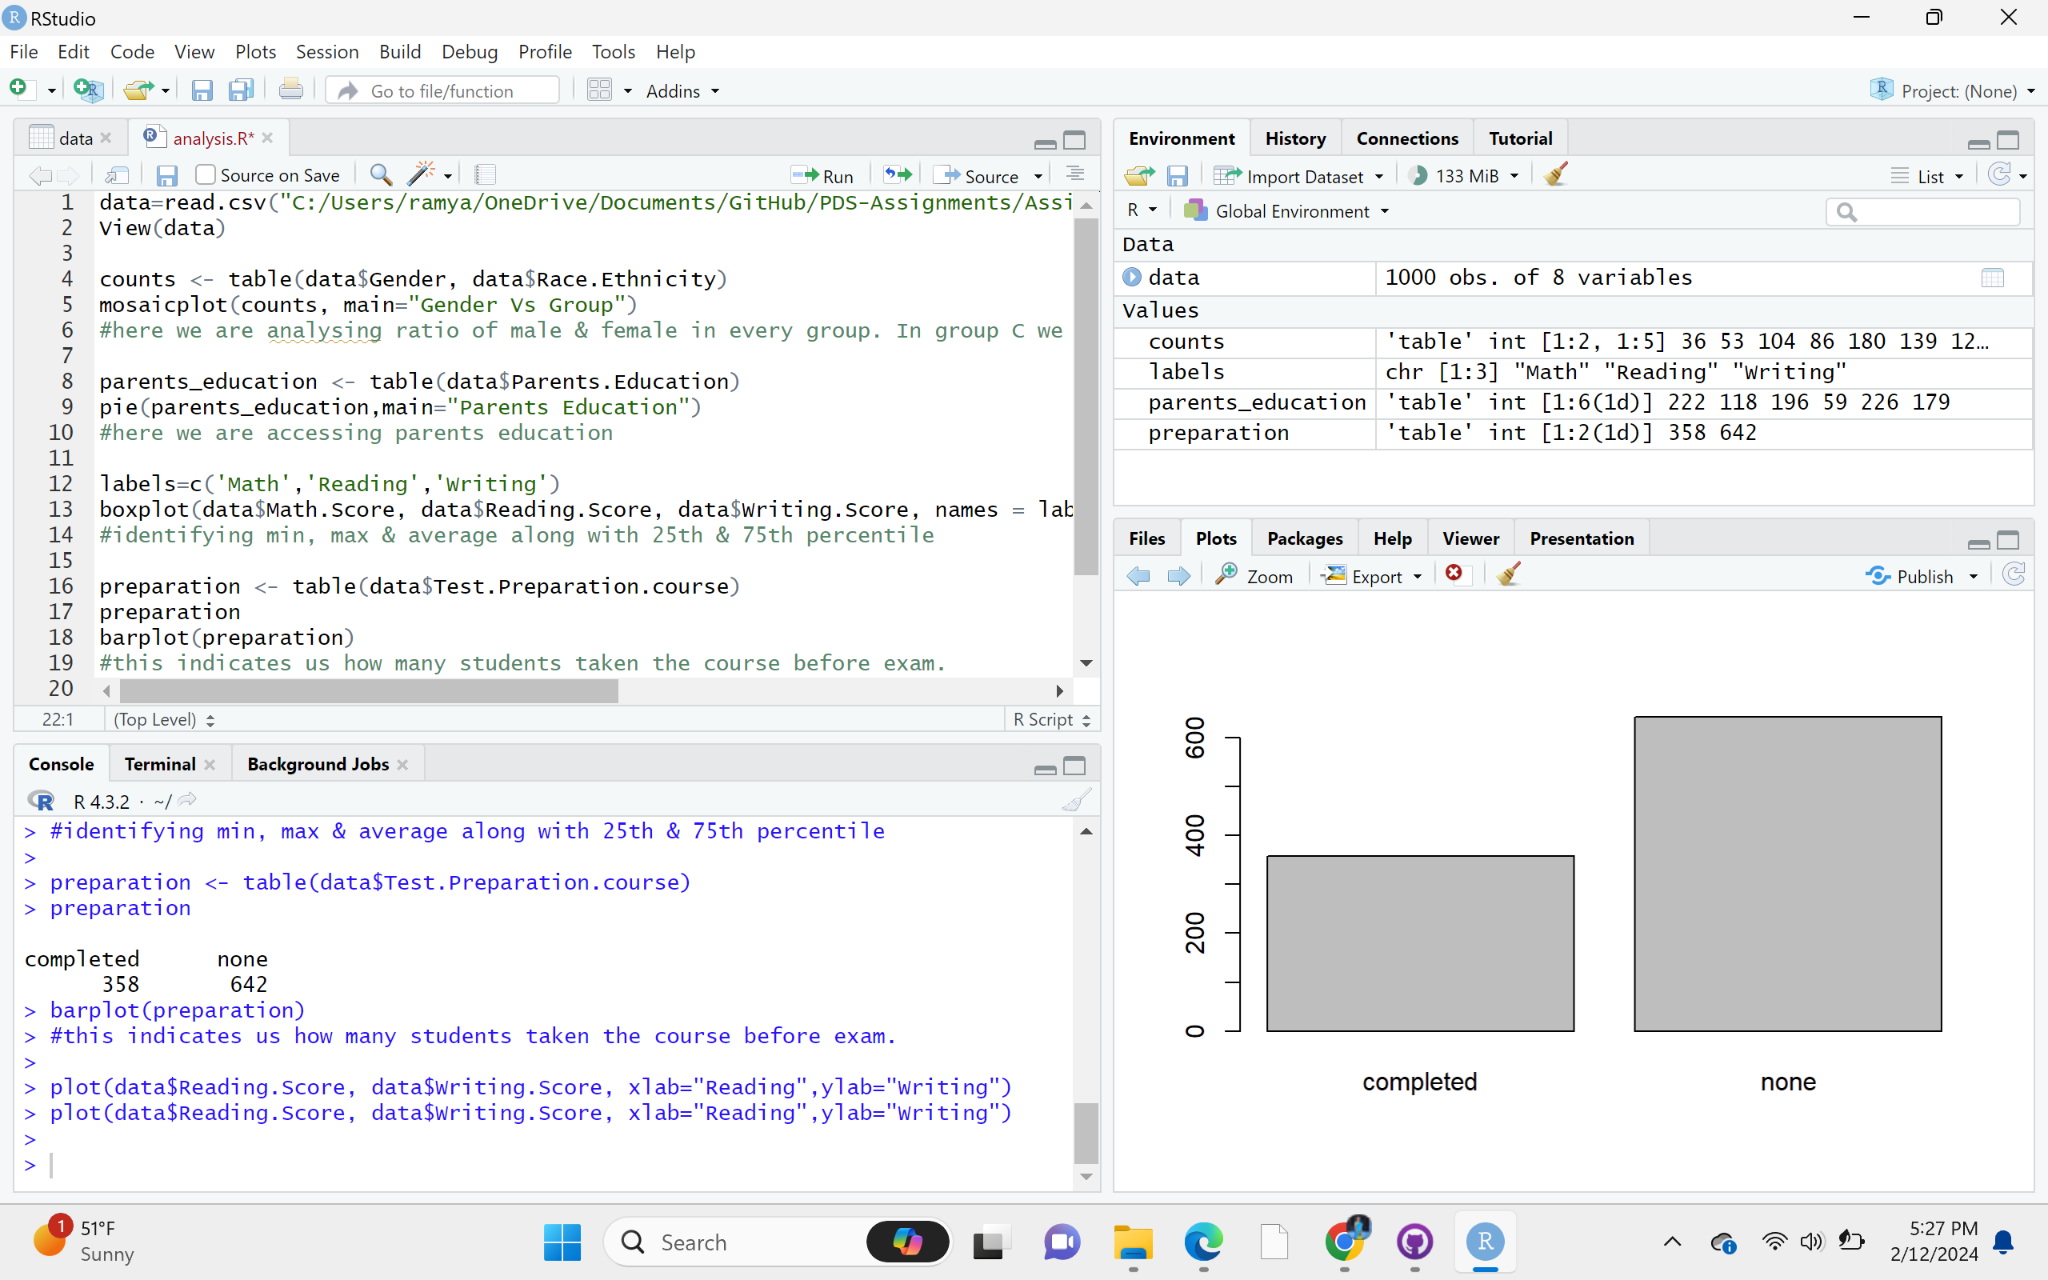 RStudio
File Edit Code View Plots Session Build Debug Profile Tools Help
Go to file/function Addins Project: (None)
data analysis.R*
Source on Save Run Source
1 data=read.csv("C:/Users/ramya/OneDrive/Documents/GitHub/PDS-Assignments/Assi
2 View(data)
3
4 counts <- table(data$Gender, data$Race.Ethnicity)
5 mosaicplot(counts, main="Gender Vs Group")
6 #here we are analysing ratio of male & female in every group. In group C we
7
8 parents_education <- table(data$Parents.Education)
9 pie(parents_education,main="Parents Education")
10 #here we are accessing parents education
11
12 labels=c('Math','Reading','Writing')
13 boxplot(data$Math.Score, data$Reading.Score, data$Writing.Score, names = lab
14 #identifying min, max & average along with 25th & 75th percentile
15
16 preparation <- table(data$Test.Preparation.course)
17 preparation
18 barplot(preparation)
19 #this indicates us how many students taken the course before exam.
20
22:1 (Top Level) R Script
Console Terminal Background Jobs
R 4.3.2 · ~/
> #identifying min, max & average along with 25th & 75th percentile
>
> preparation <- table(data$Test.Preparation.course)
> preparation
completed none
358 642
> barplot(preparation)
> #this indicates us how many students taken the course before exam.
>
> plot(data$Reading.Score, data$Writing.Score, xlab="Reading",ylab="Writing")
> plot(data$Reading.Score, data$Writing.Score, xlab="Reading",ylab="Writing")
>
>
Environment History Connections Tutorial
Import Dataset 133 MiB List
R Global Environment
Data
data 1000 obs. of 8 variables
Values
counts 'table' int [1:2, 1:5] 36 53 104 86 180 139 12…
labels chr [1:3] "Math" "Reading" "Writing"
parents_education 'table' int [1:6(1d)] 222 118 196 59 226 179
preparation 'table' int [1:2(1d)] 358 642
Files Plots Packages Help Viewer Presentation
Zoom Export Publish
600
400
200
0
completed none
1 51°F
Sunny
Search
5:27 PM
2/12/2024